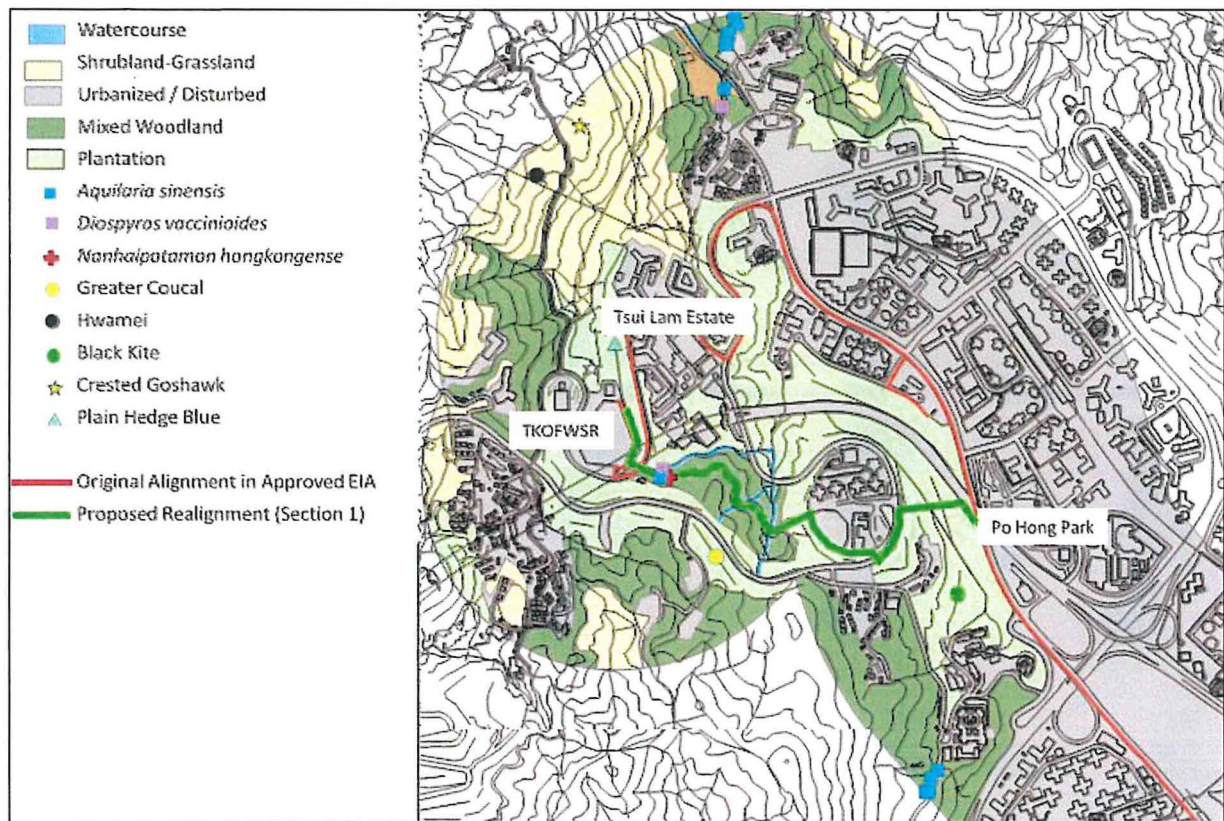 Watercourse
Shrubland-Grassland
Urbanized / Disturbed
Mixed Woodland
Plantation
Aquilaria sinensis
Diospyros vaccinioides
Nanhaipotamon hongkongense
Greater Coucal
Hwamei
Black Kite
Crested Goshawk
Plain Hedge Blue
Original Alignment in Approved EIA
Proposed Realignment (Section 1)
Tsui Lam Estate
TKOFWSR
Po Hong Park